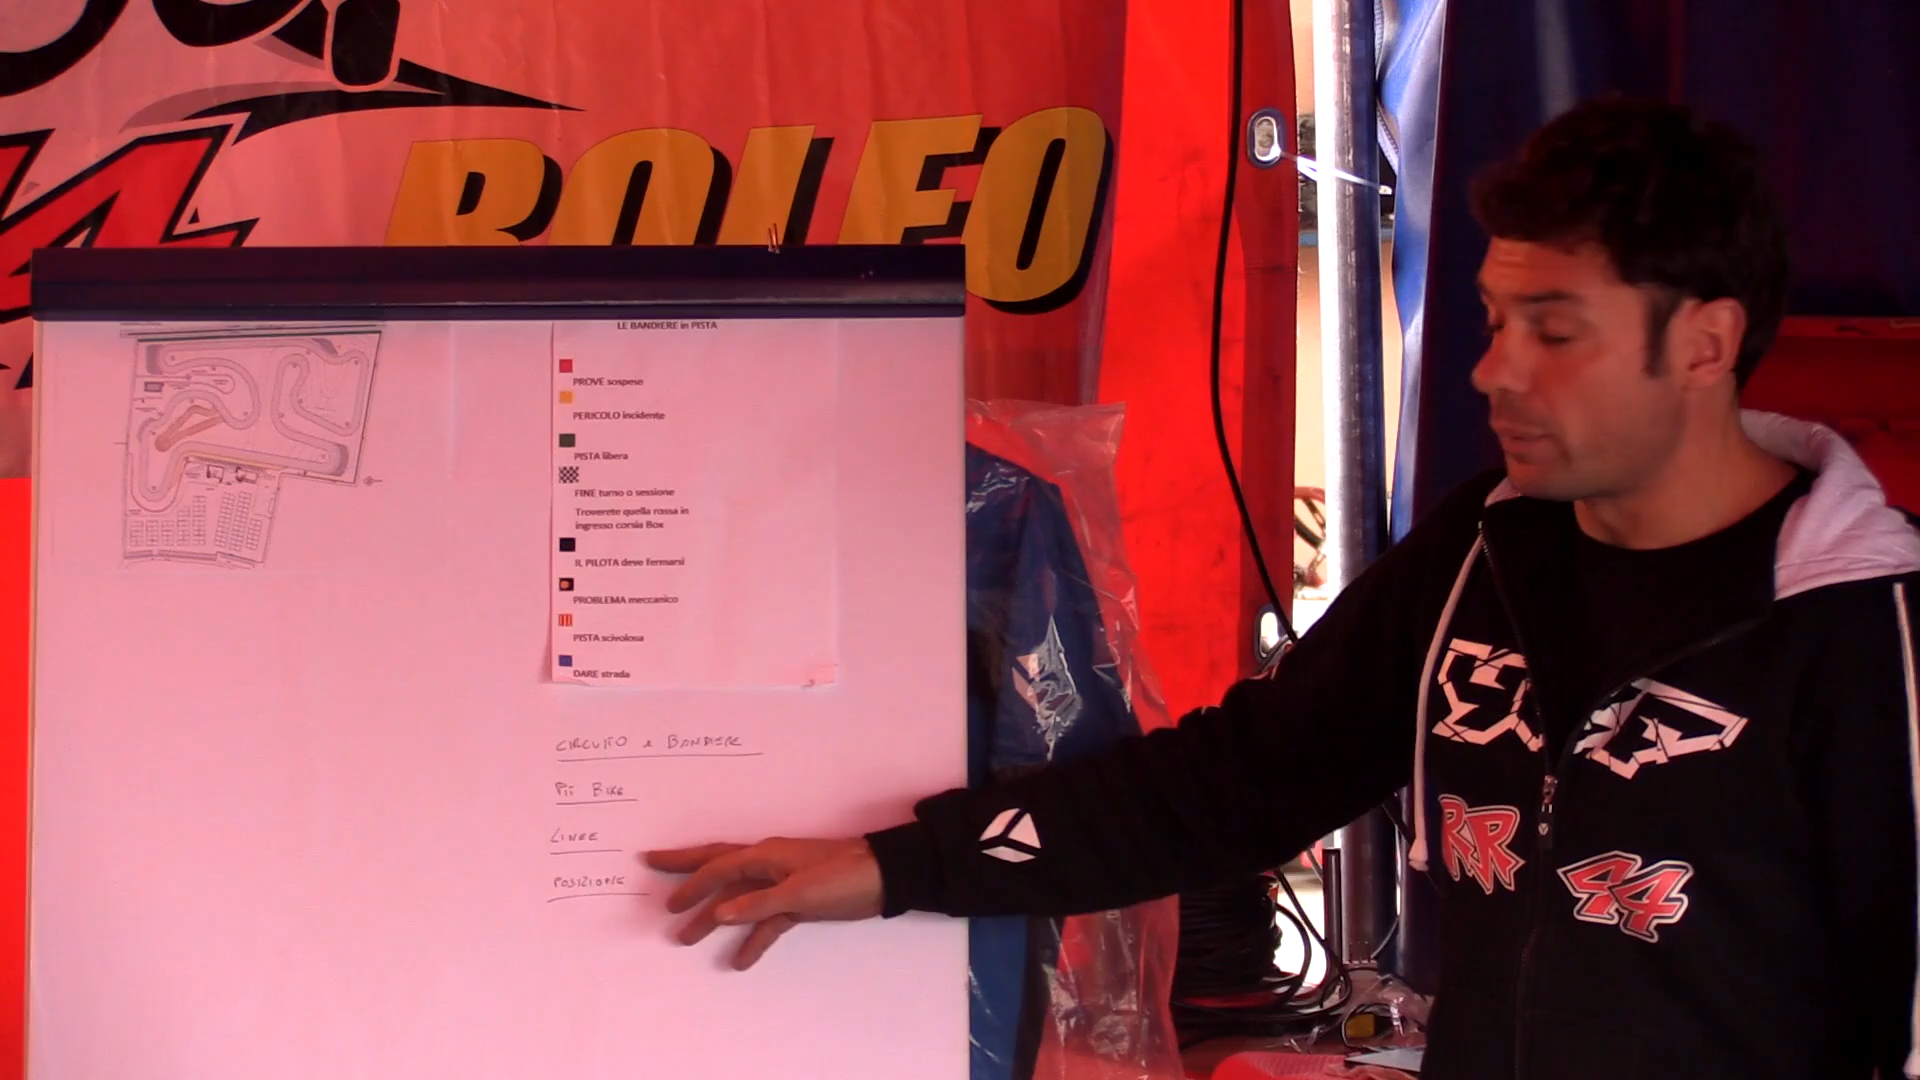 ROLFO
LE BANDIERE in PISTA
PROVE sospese
PERICOLO incidente
PISTA libera
FINE turno o sessione
Troverete quella rossa in
ingresso corsia Box
IL PILOTA deve fermarsi
PROBLEMA meccanico
PISTA scivolosa
DARE strada
CIRCUITO e BANDIERE
Pit BIKE
LINEE
POSIZIONE
RR
44